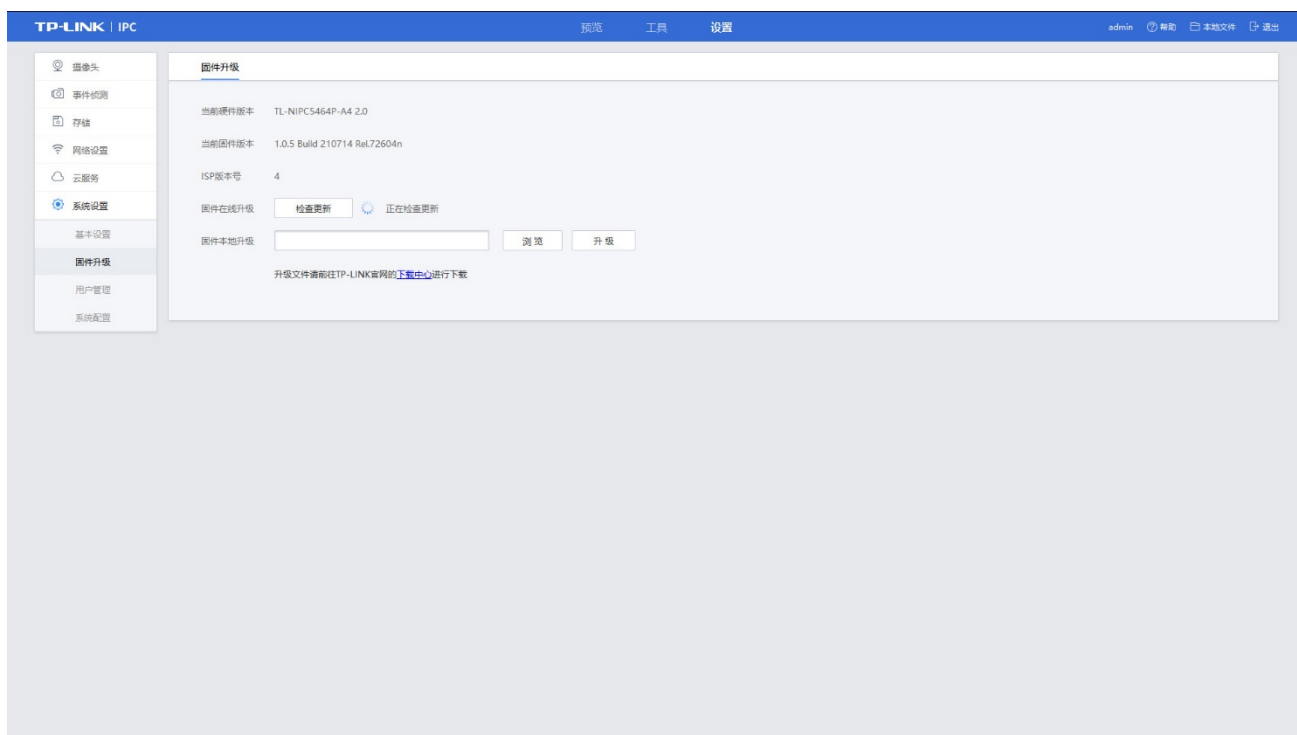 TP-LINK | IPC
预览 工具 设置
admin 帮助 本地文件 退出
摄像头
事件侦测
存储
网络设置
云服务
系统设置
基本设置
固件升级
用户管理
系统配置
固件升级
当前硬件版本 TL-NIPC5464P-A4 2.0
当前固件版本 1.0.5 Build 210714 Rel.72604n
ISP版本号 4
固件在线升级 检查更新 正在检查更新
固件本地升级 浏览 升级
升级文件请前往TP-LINK官网的下载中心进行下载